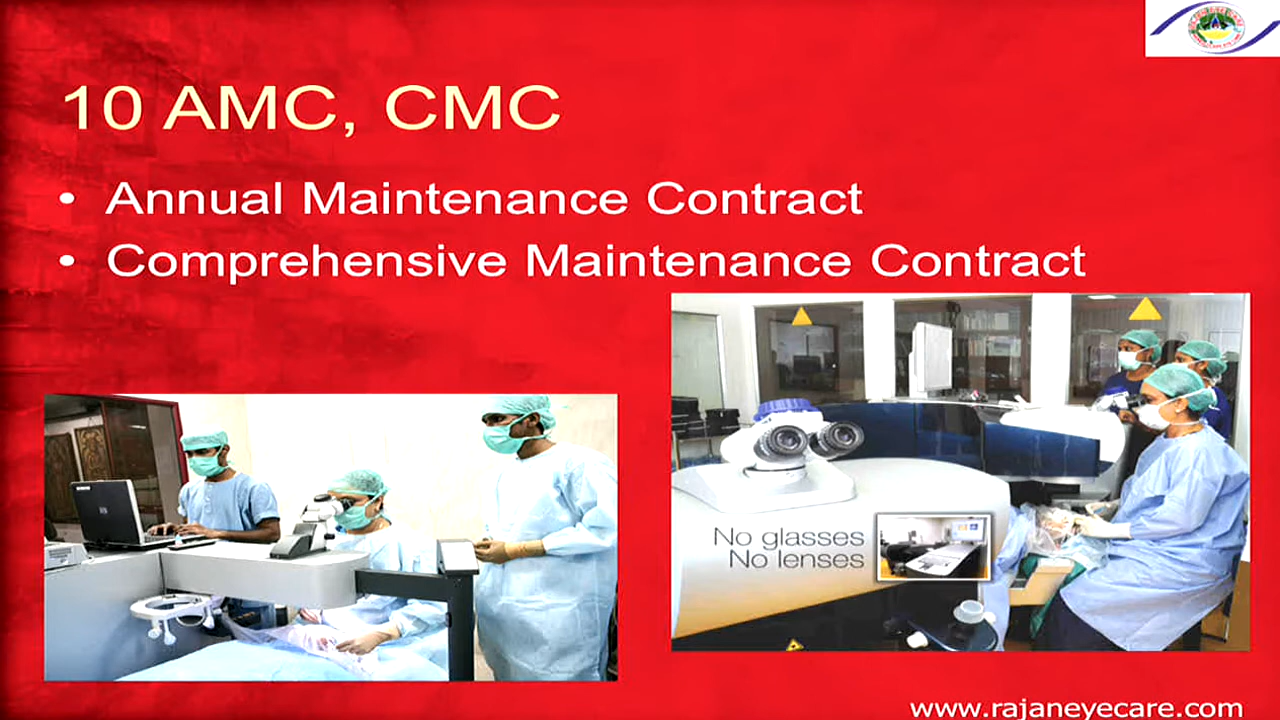 10 AMC, CMC
• Annual Maintenance Contract
• Comprehensive Maintenance Contract
No glasses
No lenses
www.rajaneyecare.com